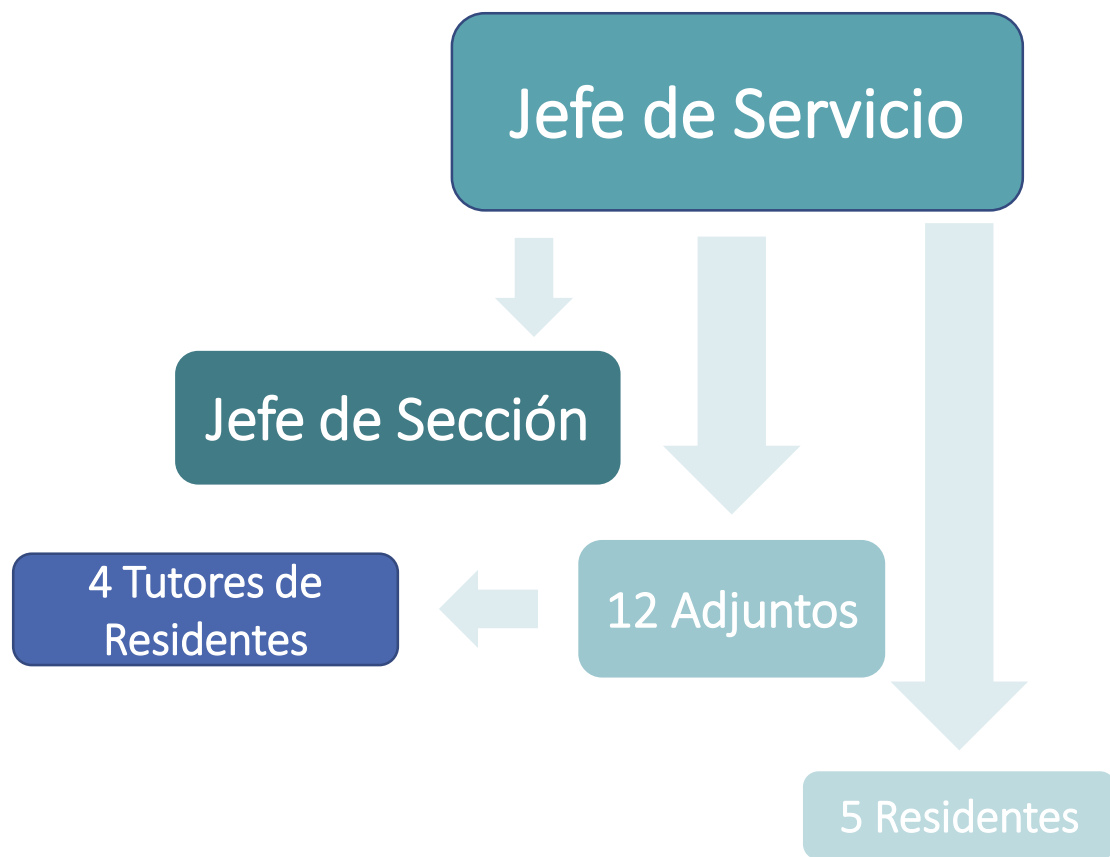 Jefe de Servicio
Jefe de Sección
4 Tutores de
Residentes
12 Adjuntos
5 Residentes